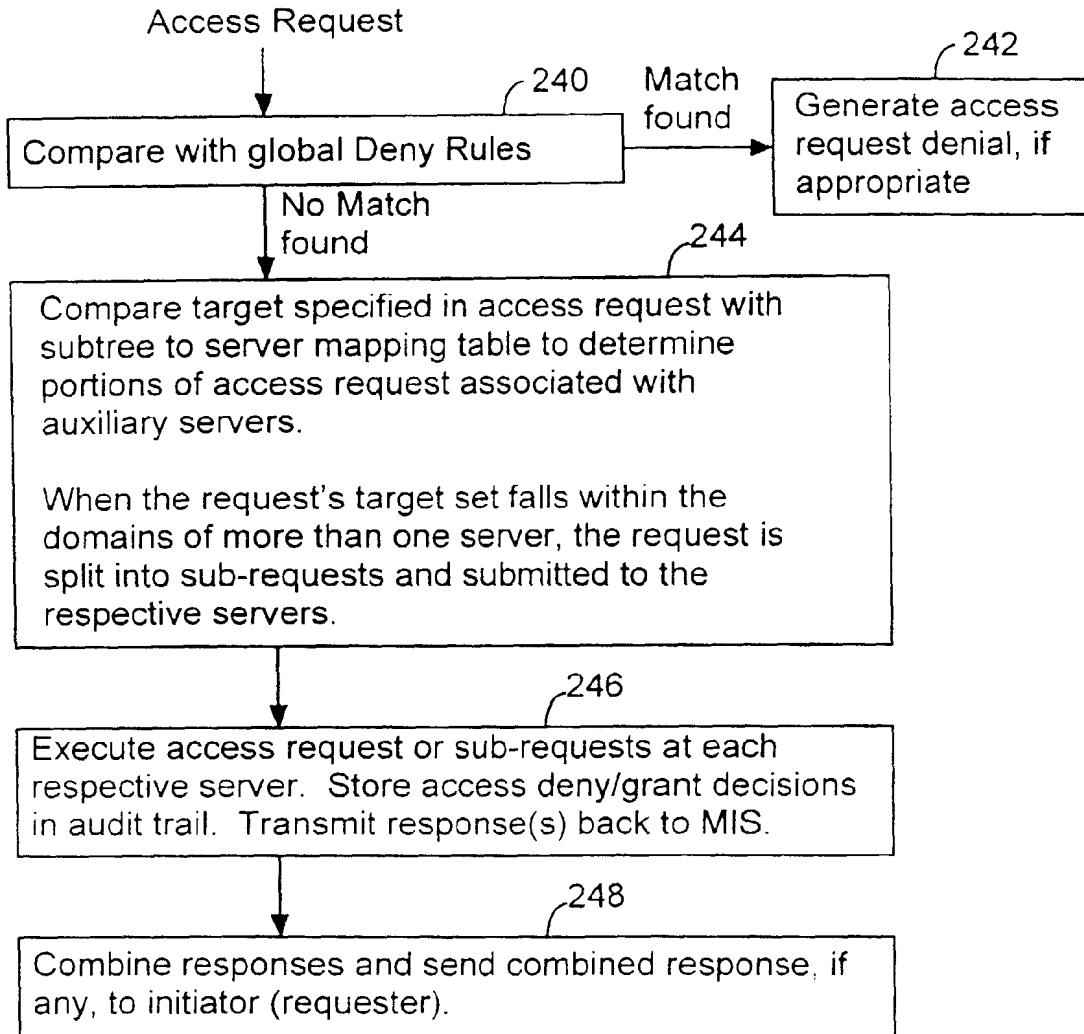 Access Request
240
Match
found
242
Compare with global Deny Rules
Generate access
request denial, if
appropriate
No Match
found
244
Compare target specified in access request with
subtree to server mapping table to determine
portions of access request associated with
auxiliary servers.
When the request's target set falls within the
domains of more than one server, the request is
split into sub-requests and submitted to the
respective servers.
246
Execute access request or sub-requests at each
respective server.  Store access deny/grant decisions
in audit trail.  Transmit response(s) back to MIS.
248
Combine responses and send combined response, if
any, to initiator (requester).